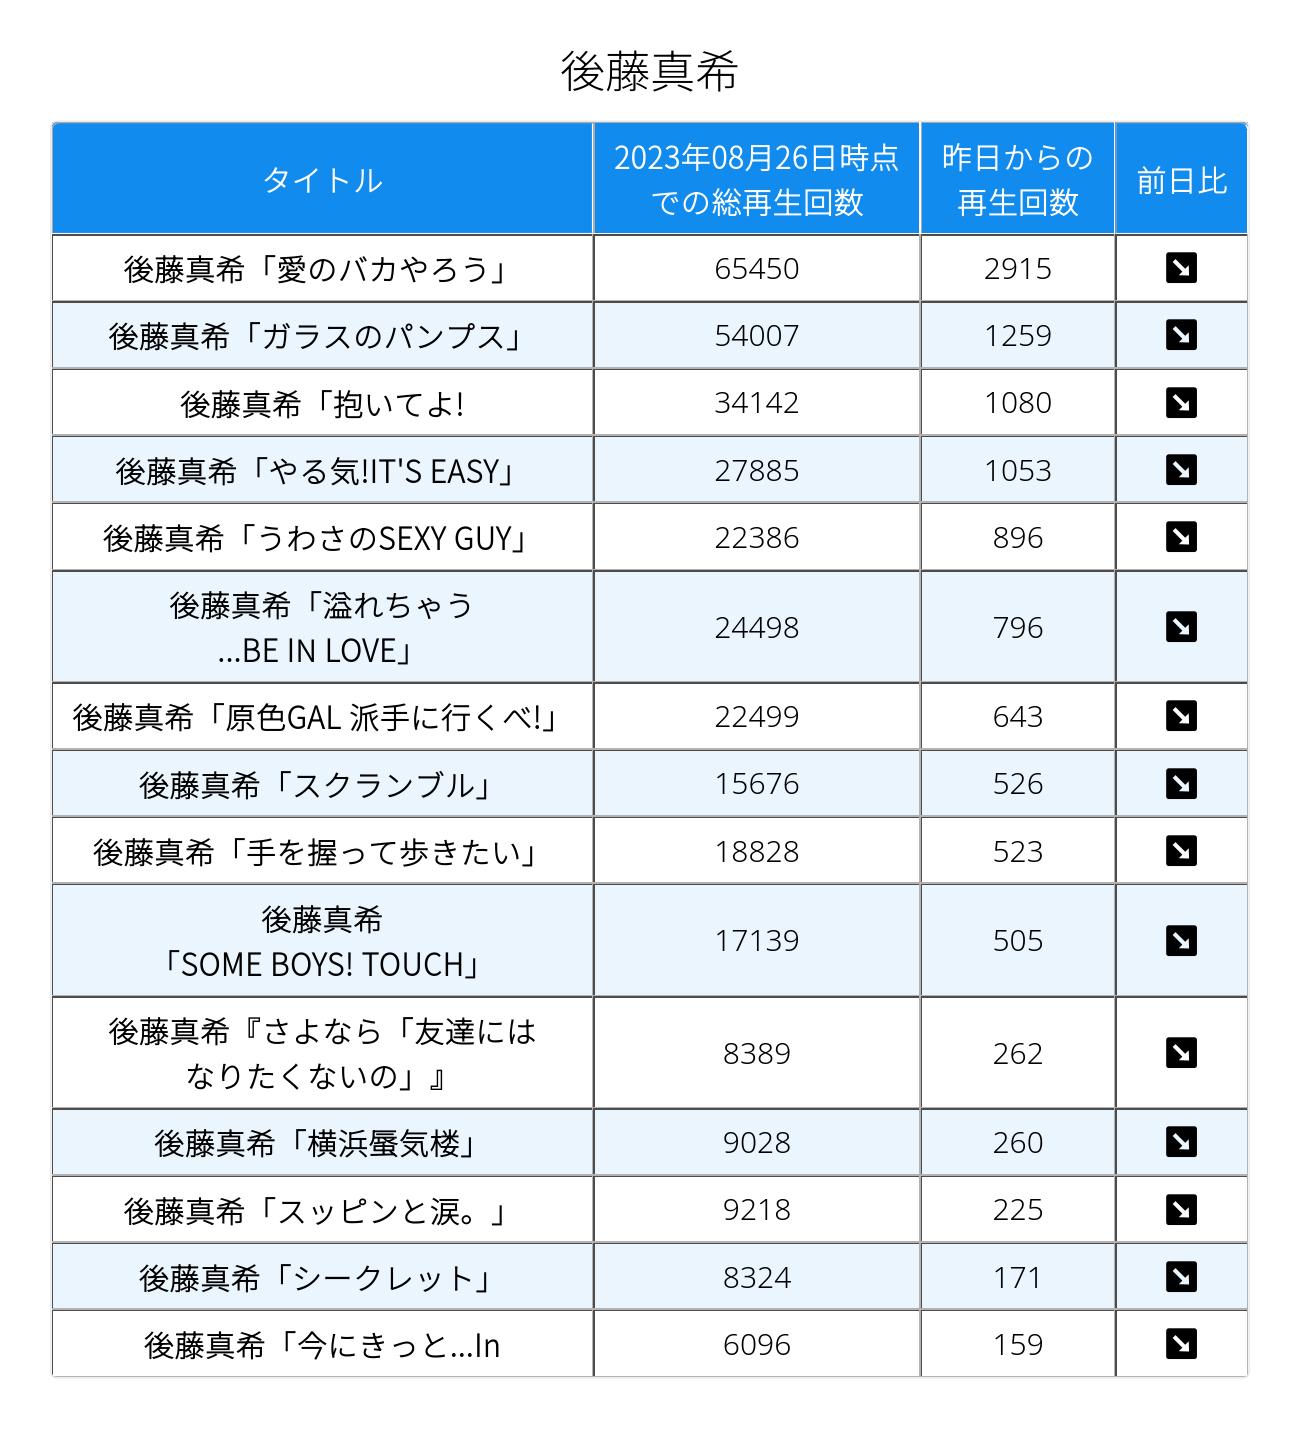 後藤真希
タイトル
2023年08月26日時点
での総再生回数
昨日からの
再生回数
前日比
後藤真希「愛のバカやろう」 65450 2915
後藤真希「ガラスのパンプス」 54007 1259
後藤真希「抱いてよ! 34142 1080
後藤真希「やる気!IT'S EASY」 27885 1053
後藤真希「うわさのSEXY GUY」 22386 896
後藤真希「溢れちゃう
...BE IN LOVE」 24498 796
後藤真希「原色GAL 派手に行くべ!」 22499 643
後藤真希「スクランブル」 15676 526
後藤真希「手を握って歩きたい」 18828 523
後藤真希
「SOME BOYS! TOUCH」 17139 505
後藤真希『さよなら「友達には
なりたくないの」』 8389 262
後藤真希「横浜蜃気楼」 9028 260
後藤真希「スッピンと涙。」 9218 225
後藤真希「シークレット」 8324 171
後藤真希「今にきっと...In 6096 159